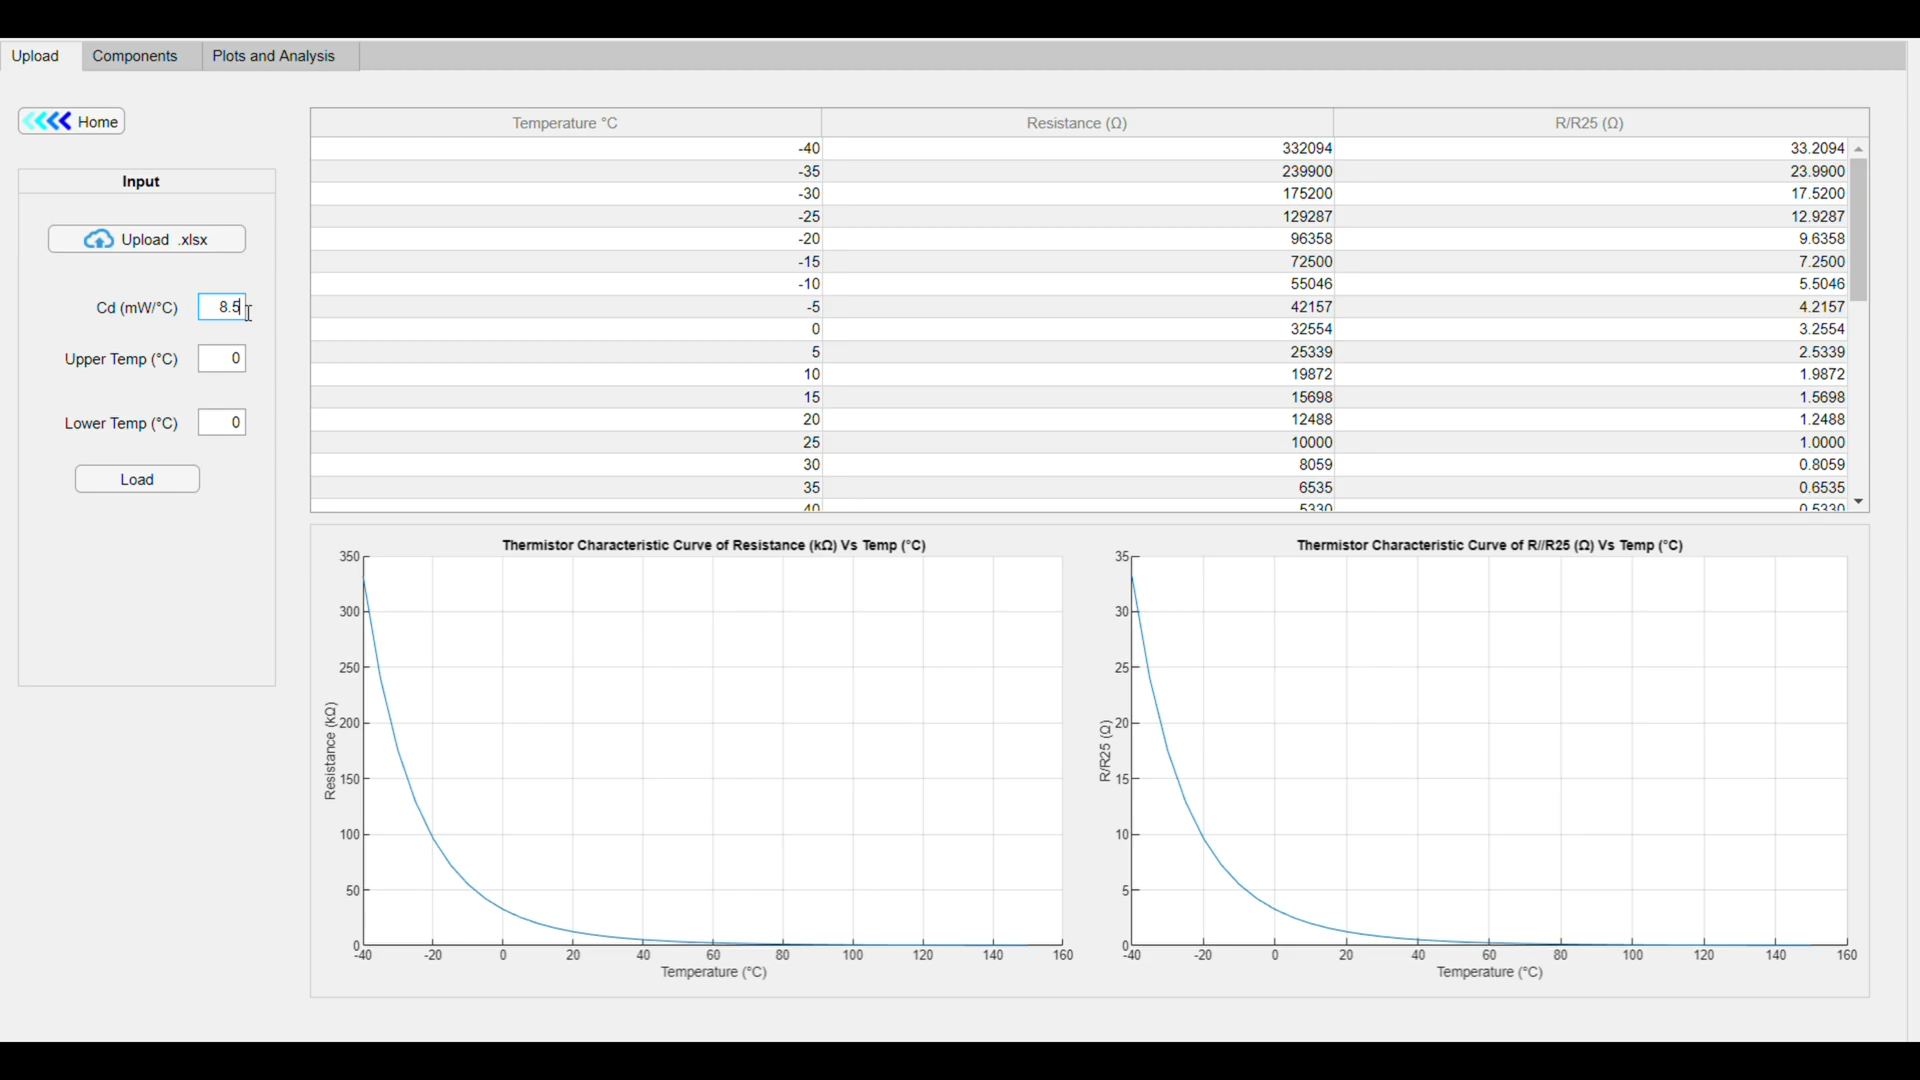 Upload Components Plots and Analysis
Home
Input
Upload .xlsx
Cd (mW/°C) 8.5
Upper Temp (°C) 0
Lower Temp (°C) 0
Load
Temperature °C Resistance (Ω) R/R25 (Ω)
-40 332094 33.2094
-35 239900 23.9900
-30 175200 17.5200
-25 129287 12.9287
-20 96358 9.6358
-15 72500 7.2500
-10 55046 5.5046
-5 42157 4.2157
0 32554 3.2554
5 25339 2.5339
10 19872 1.9872
15 15698 1.5698
20 12488 1.2488
25 10000 1.0000
30 8059 0.8059
35 6535 0.6535
40 5330 0.5330
Thermistor Characteristic Curve of Resistance (kΩ) Vs Temp (°C)
350
300
250
200
150
100
50
0
Resistance (kΩ)
-40 -20 0 20 40 60 80 100 120 140 160
Temperature (°C)
Thermistor Characteristic Curve of R//R25 (Ω) Vs Temp (°C)
35
30
25
20
15
10
5
0
R/R25 (Ω)
-40 -20 0 20 40 60 80 100 120 140 160
Temperature (°C)